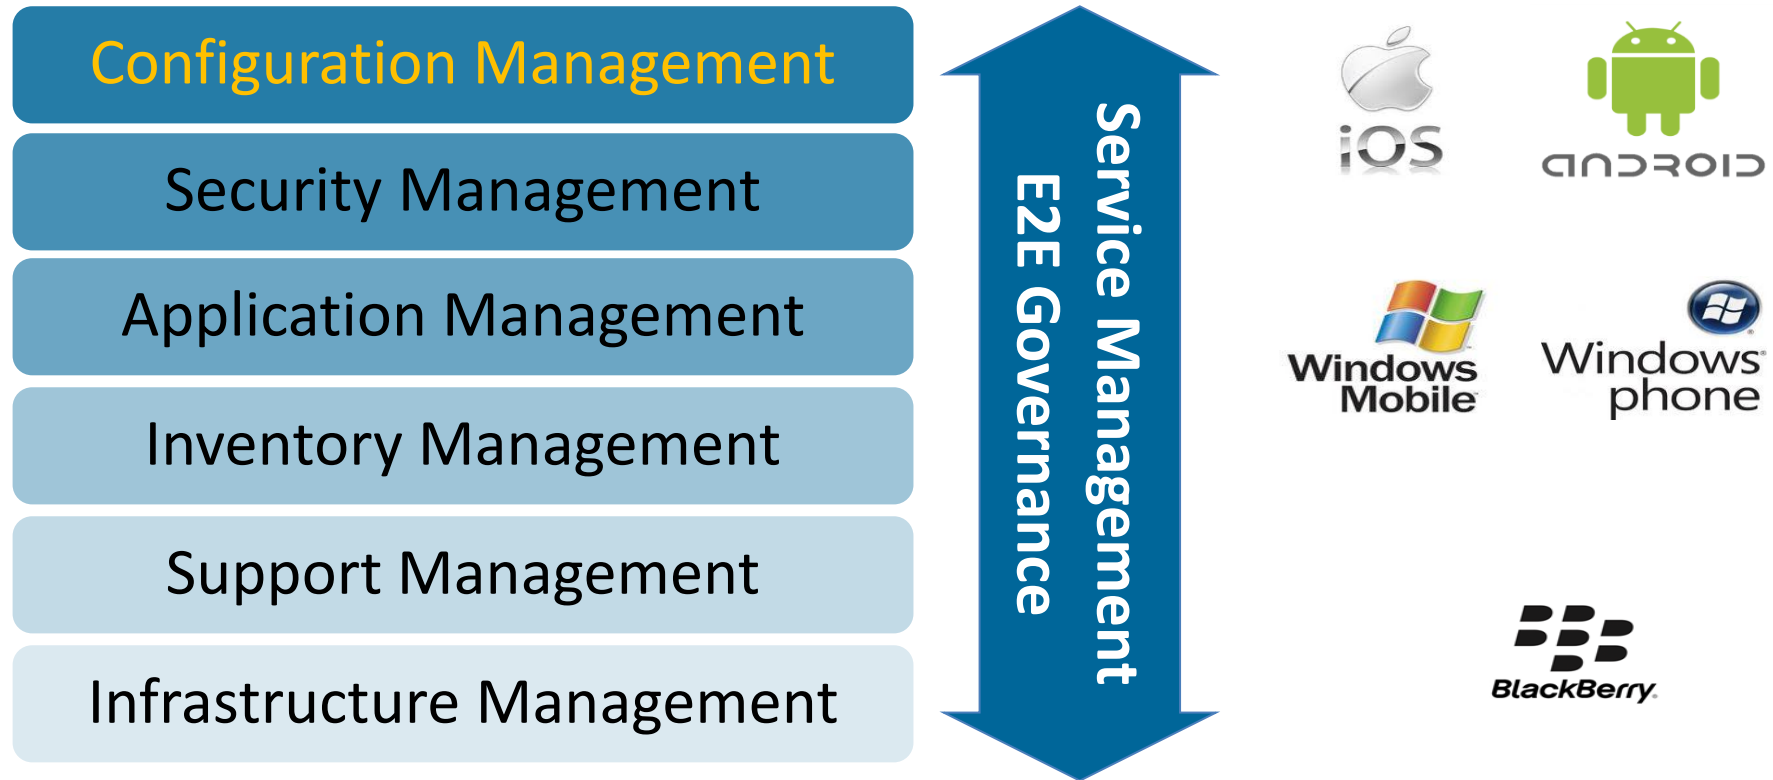 Configuration Management
Security Management
Application Management
Inventory Management
Support Management
Infrastructure Management
Service Management
E2E Governance
iOS
ANDROID
Windows
Mobile
Windows
phone
BlackBerry